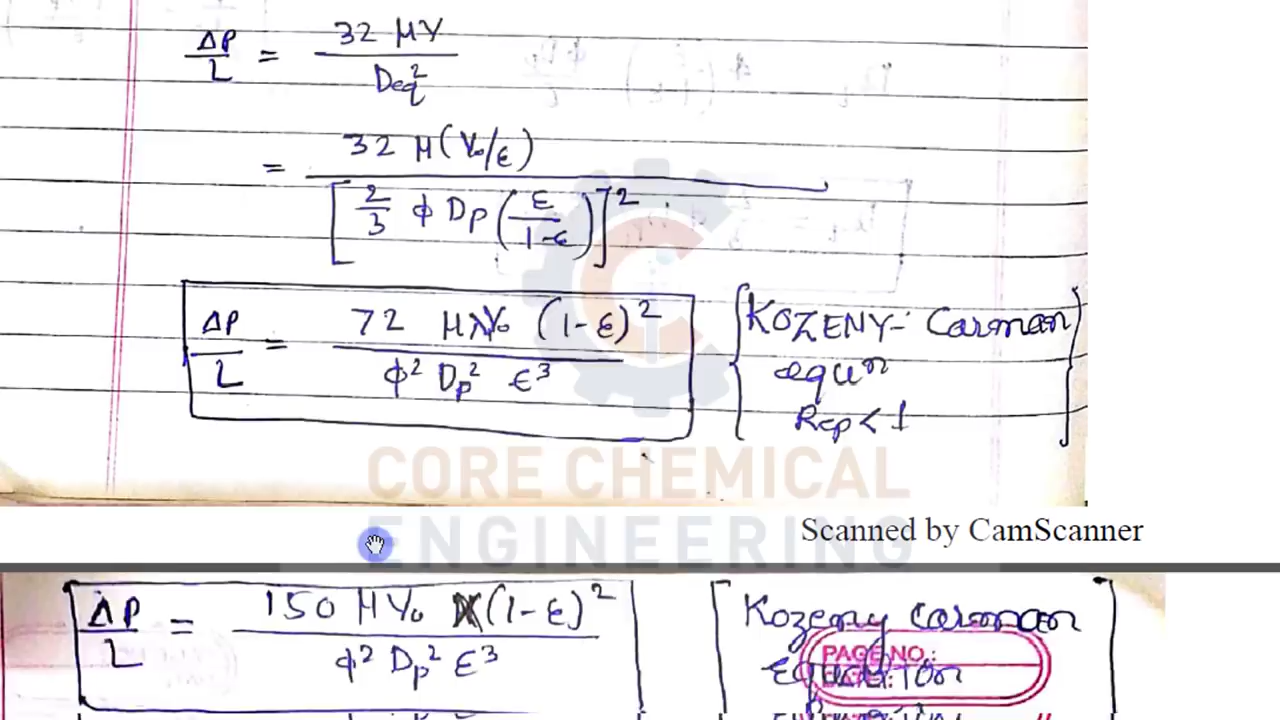 ΔP/L = 32 μV / Deq²
= 32 μ(V₀/ε) / [2/3 ϕ Dp (ε/1-ε)]²
ΔP/L = 72 μV₀ (1-ε)² / ϕ² Dp² ε³
{KOZENY- Carman
equⁿ
Rep < 1}
CORE CHEMICAL
ENGINEERING
Scanned by CamScanner
ΔP/L = 150 μV₀ (1-ε)² / ϕ² Dp² ε³
[Kozeny Carman
Equation]
PAGE NO.: